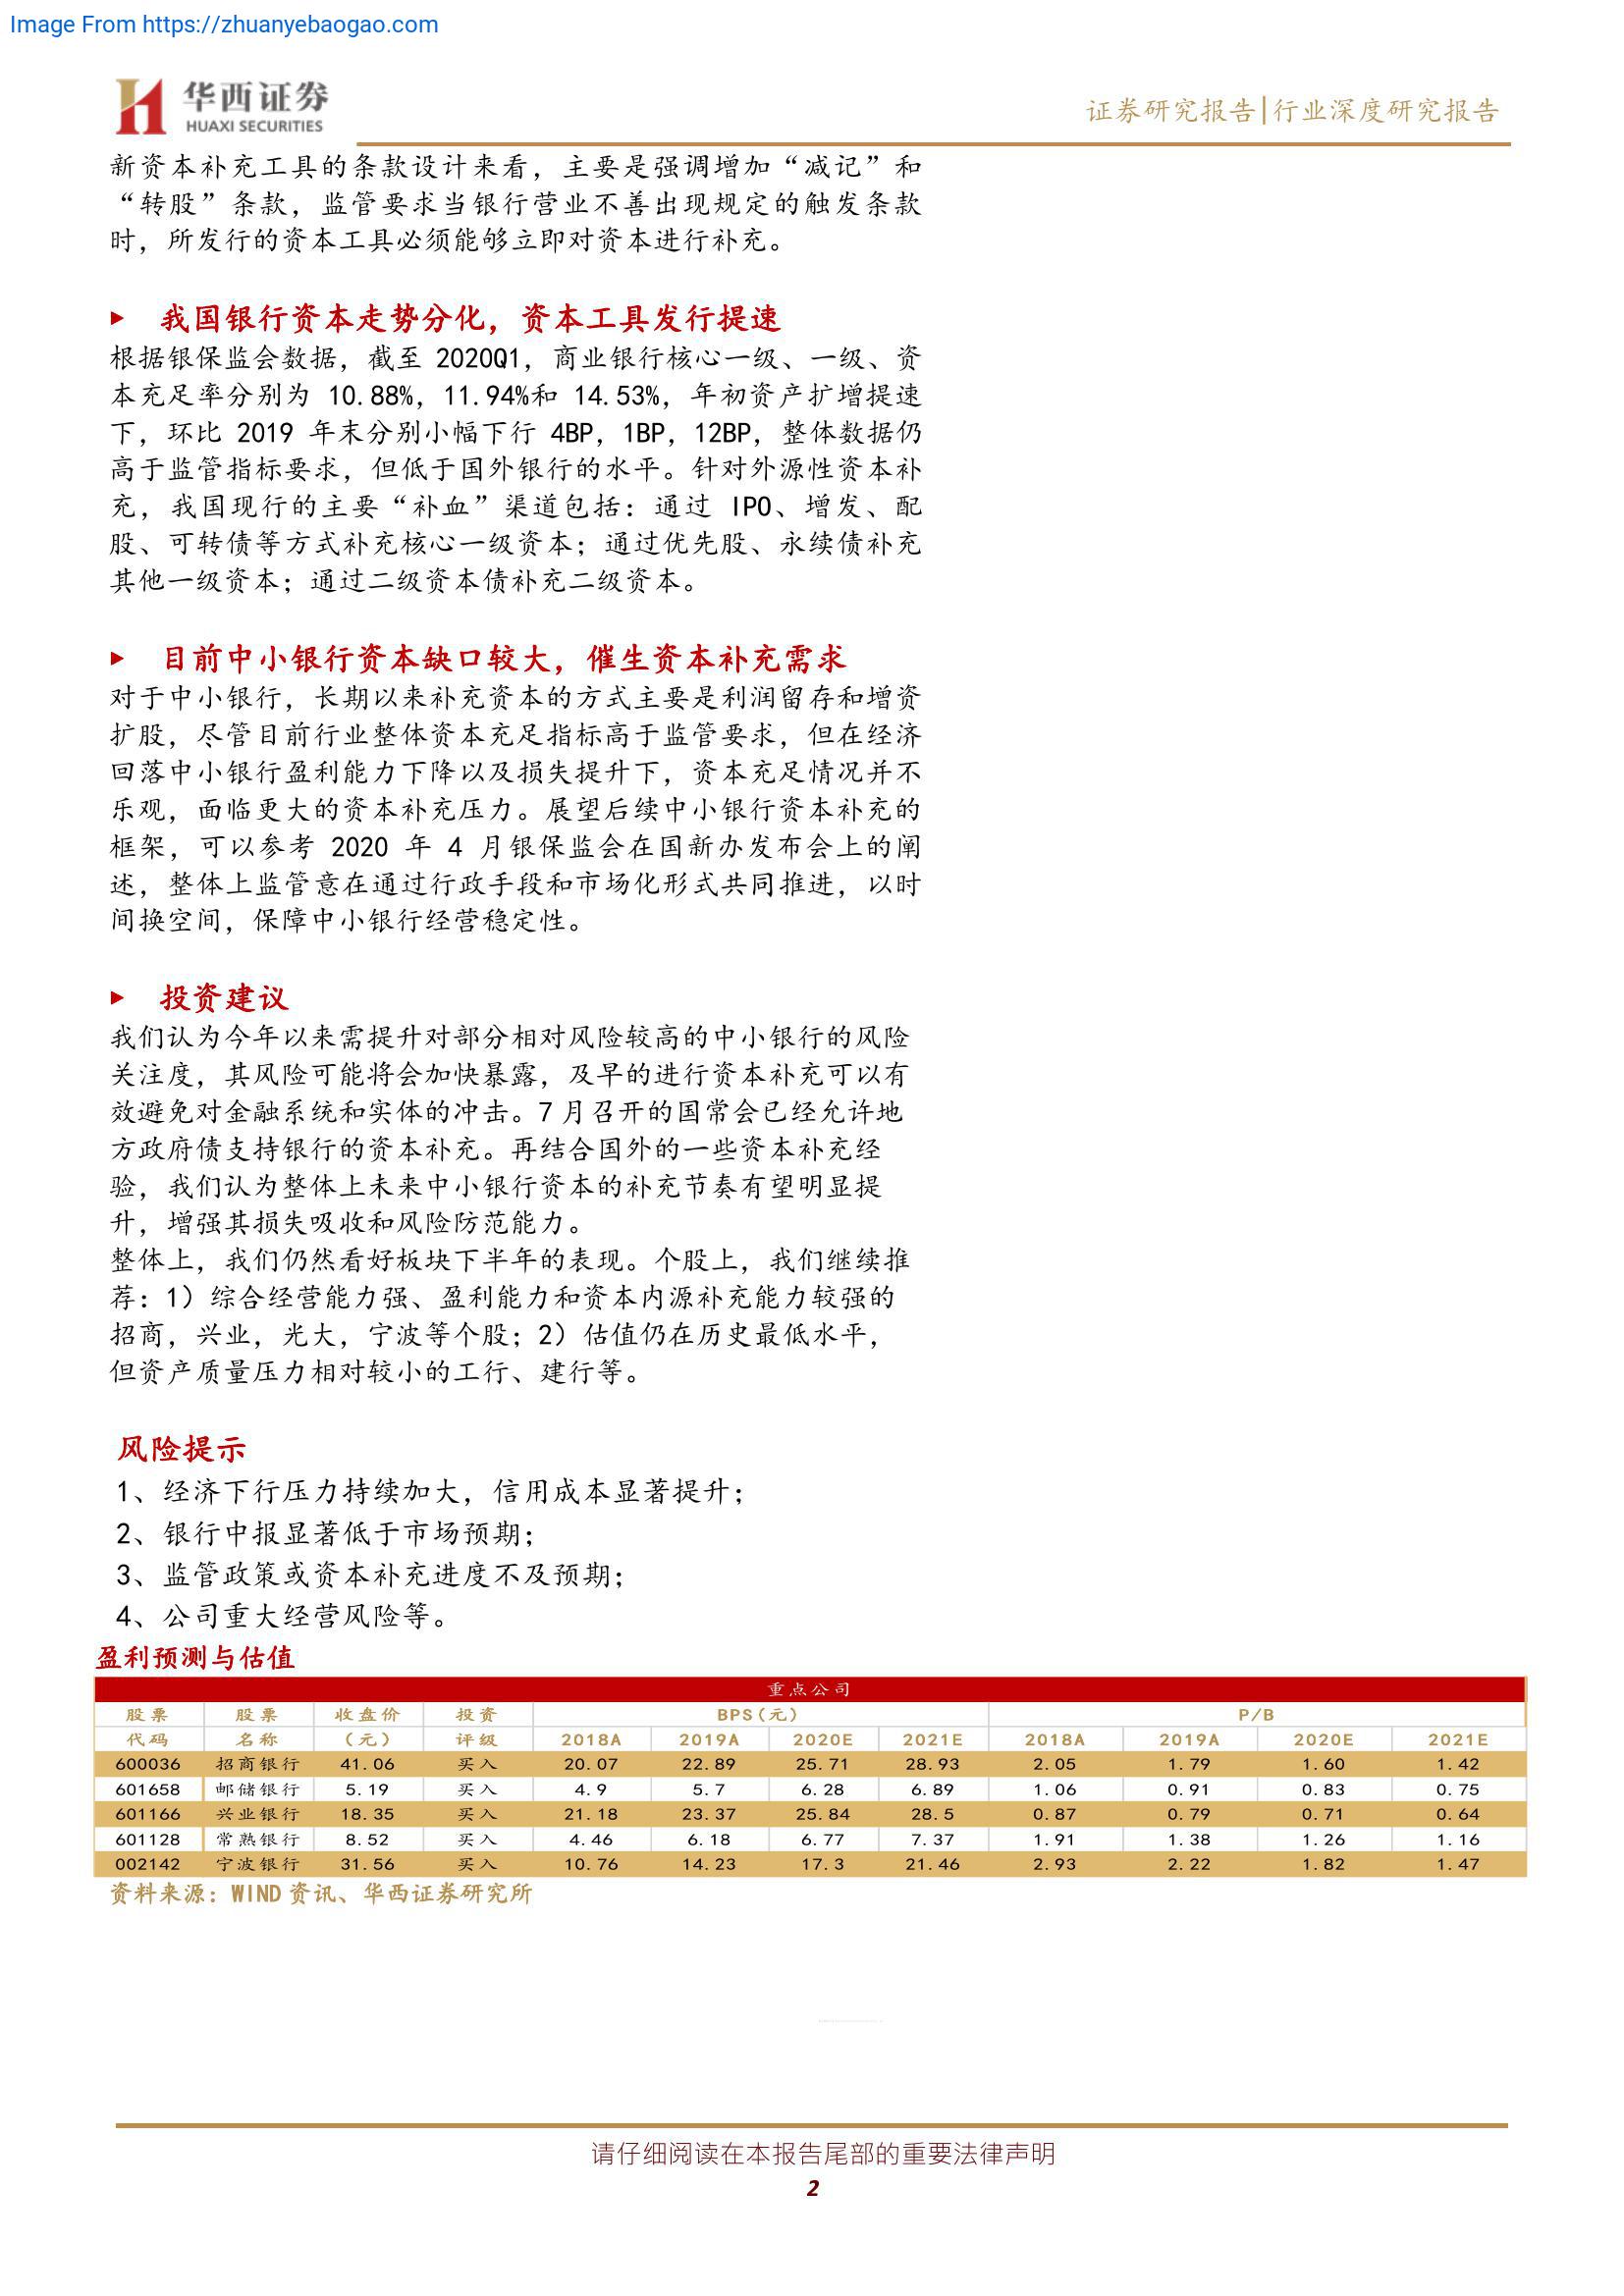 Image From https://zhuanyebaogao.com
华西证券
HUAXI SECURITIES
证券研究报告|行业深度研究报告
新资本补充工具的条款设计来看，主要是强调增加“减记”和
“转股”条款，监管要求当银行营业不善出现规定的触发条款
时，所发行的资本工具必须能够立即对资本进行补充。
▶ 我国银行资本走势分化，资本工具发行提速
根据银保监会数据，截至 2020Q1，商业银行核心一级、一级、资
本充足率分别为 10.88%，11.94%和 14.53%，年初资产扩增提速
下，环比 2019 年末分别小幅下行 4BP，1BP，12BP，整体数据仍
高于监管指标要求，但低于国外银行的水平。针对外源性资本补
充，我国现行的主要“补血”渠道包括：通过 IPO、增发、配
股、可转债等方式补充核心一级资本；通过优先股、永续债补充
其他一级资本；通过二级资本债补充二级资本。
▶ 目前中小银行资本缺口较大，催生资本补充需求
对于中小银行，长期以来补充资本的方式主要是利润留存和增资
扩股，尽管目前行业整体资本充足指标高于监管要求，但在经济
回落中小银行盈利能力下降以及损失提升下，资本充足情况并不
乐观，面临更大的资本补充压力。展望后续中小银行资本补充的
框架，可以参考 2020 年 4 月银保监会在国新办发布会上的阐
述，整体上监管意在通过行政手段和市场化形式共同推进，以时
间换空间，保障中小银行经营稳定性。
▶ 投资建议
我们认为今年以来需提升对部分相对风险较高的中小银行的风险
关注度，其风险可能将会加快暴露，及早的进行资本补充可以有
效避免对金融系统和实体的冲击。7 月召开的国常会已经允许地
方政府债支持银行的资本补充。再结合国外的一些资本补充经
验，我们认为整体上未来中小银行资本的补充节奏有望明显提
升，增强其损失吸收和风险防范能力。
整体上，我们仍然看好板块下半年的表现。个股上，我们继续推
荐：1）综合经营能力强、盈利能力和资本内源补充能力较强的
招商，兴业，光大，宁波等个股；2）估值仍在历史最低水平，
但资产质量压力相对较小的工行、建行等。
风险提示
1、经济下行压力持续加大，信用成本显著提升；
2、银行中报显著低于市场预期；
3、监管政策或资本补充进度不及预期；
4、公司重大经营风险等。
盈利预测与估值
重点公司
股票 股票 收盘价 投资 BPS(元) P/B
代码 名称 (元) 评级 2018A 2019A 2020E 2021E 2018A 2019A 2020E 2021E
600036 招商银行 41.06 买入 20.07 22.89 25.71 28.93 2.05 1.79 1.60 1.42
601658 邮储银行 5.19 买入 4.9 5.7 6.28 6.89 1.06 0.91 0.83 0.75
601166 兴业银行 18.35 买入 21.18 23.37 25.84 28.5 0.87 0.79 0.71 0.64
601128 常熟银行 8.52 买入 4.46 6.18 6.77 7.37 1.91 1.38 1.26 1.16
002142 宁波银行 31.56 买入 10.76 14.23 17.3 21.46 2.93 2.22 1.82 1.47
资料来源：WIND 资讯、华西证券研究所
请仔细阅读在本报告尾部的重要法律声明
2